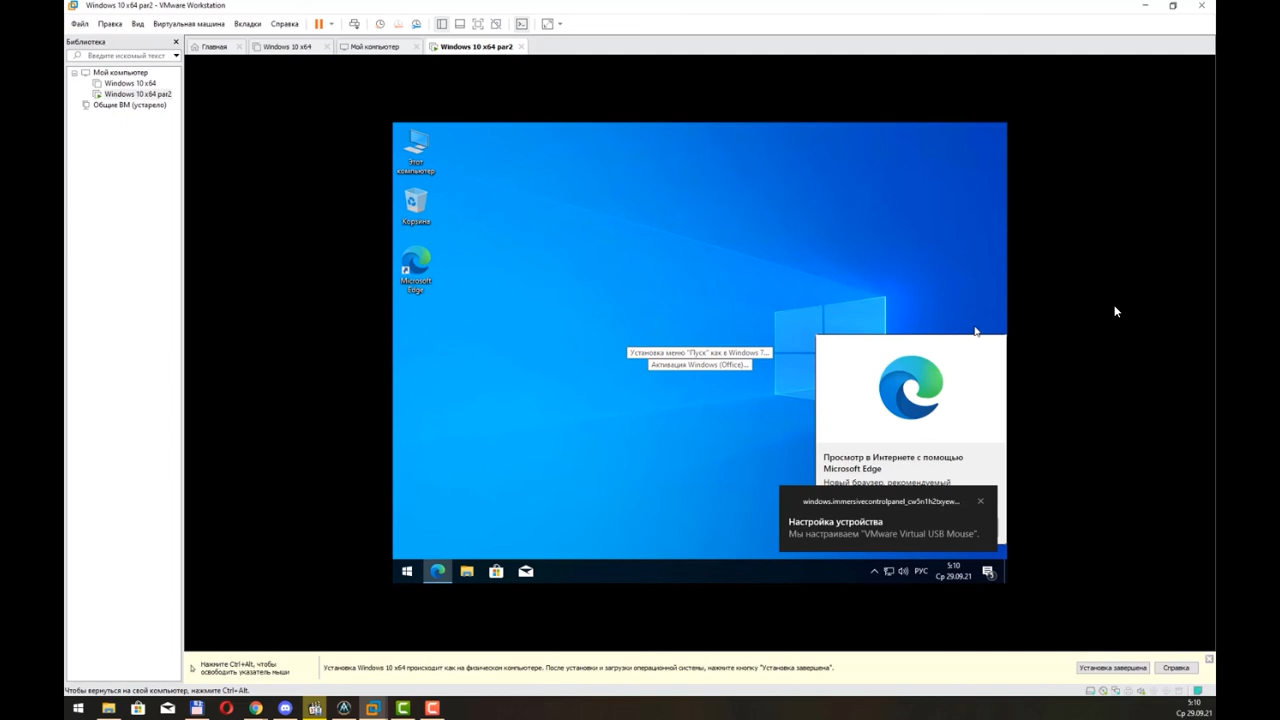 Windows 10 x64 par2 - VMware Workstation
Файл Правка Вид Виртуальная машина Вкладки Справка
Библиотека
Введите искомый текст
Мой компьютер
Windows 10 x64
Windows 10 x64 par2
Общие ВМ (устарело)
Главная
Windows 10 x64
Мой компьютер
Windows 10 x64 par2
Этот
компьютер
Корзина
Microsoft
Edge
Установка меню "Пуск" как в Windows 7...
Активация Windows (Office)...
Просмотр в Интернете с помощью
Microsoft Edge
Новый браузер, рекомендуемый
windows.immersivecontrolpanel_cw5n1h2txyew...
Настройка устройства
Мы настраиваем "VMware Virtual USB Mouse".
РУС
5:10
Ср 29.09.21
Нажмите Ctrl+Alt, чтобы
освободить указатель мыши
Установка Windows 10 x64 происходит как на физическом компьютере. После установки и загрузки операционной системы, нажмите кнопку "Установка завершена".
Установка завершена
Справка
Чтобы вернуться на свой компьютер, нажмите Ctrl+Alt.
5:10
Ср 29.09.21